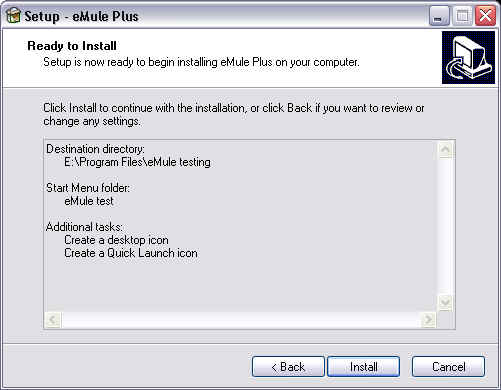 Setup - eMule Plus
Ready to Install
Setup is now ready to begin installing eMule Plus on your computer.
Click Install to continue with the installation, or click Back if you want to review or
change any settings.
Destination directory:
E:\Program Files\eMule testing
Start Menu folder:
eMule test
Additional tasks:
Create a desktop icon
Create a Quick Launch icon
< Back
Install
Cancel